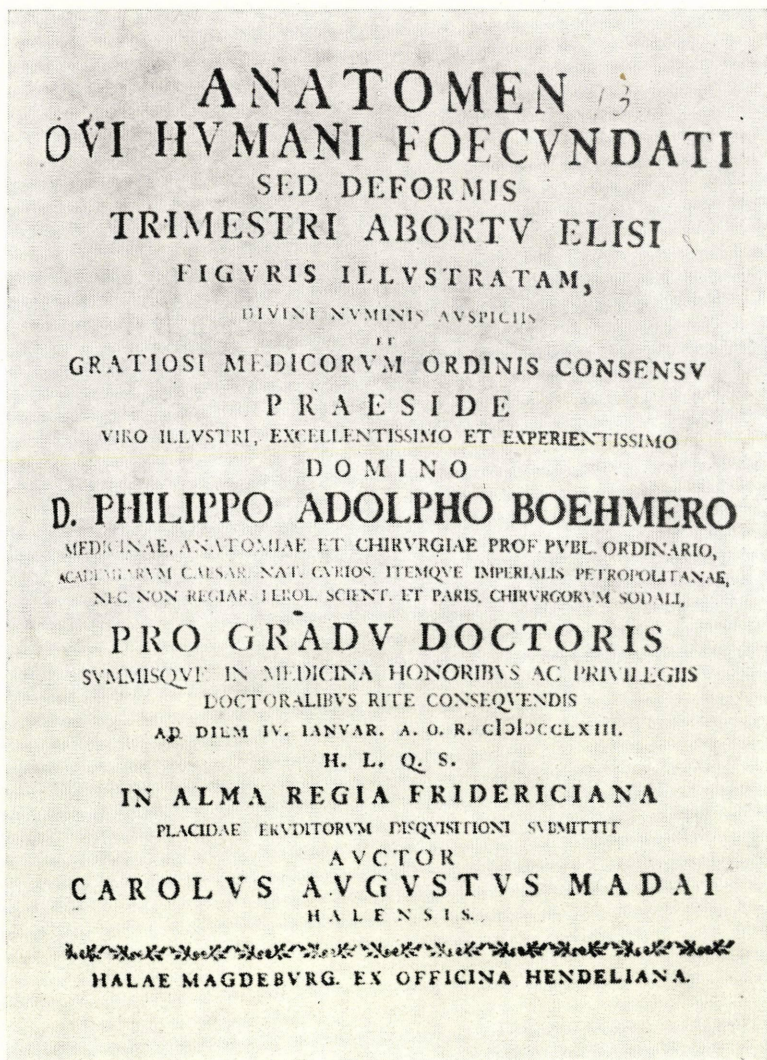 ANATOMEN 13
OVI HVMANI FOECVNDATI
SED DEFORMIS
TRIMESTRI ABORTV ELISI
FIGVRIS ILLVSTRATAM,
DIVINI NVMINIS AVSPICIIS
ET
GRATIOSI MEDICORVM ORDINIS CONSENSV
PRAESIDE
VIRO ILLVSTRI, EXCELLENTISSIMO ET EXPERIENTISSIMO
DOMINO
D. PHILIPPO ADOLPHO BOEHMERO
MEDICINAE, ANATOMIAE ET CHIRVRGIAE PROF. PVBL. ORDINARIO,
ACADEMIARVM CAESAR. NAT. CVRIOS. ITEMQVE IMPERIALIS PETROPOLITANAE,
NEC NON REGIAR. BEROL. SCIENT. ET PARIS. CHIRVRGORVM SODALI,
PRO GRADV DOCTORIS
SVMMISQVE IN MEDICINA HONORIBVS AC PRIVILEGIIS
DOCTORALIBVS RITE CONSEQVENDIS
AD DIEM IV. IANVAR. A. O. R. CIƆIƆCCLXIII.
H. L. Q. S.
IN ALMA REGIA FRIDERICIANA
PLACIDAE ERVDITORVM DISQVISITIONI SVBMITTIT
AVCTOR
CAROLVS AVGVSTVS MADAI
HALENSIS.
HALAE MAGDEBVRG. EX OFFICINA HENDELIANA.